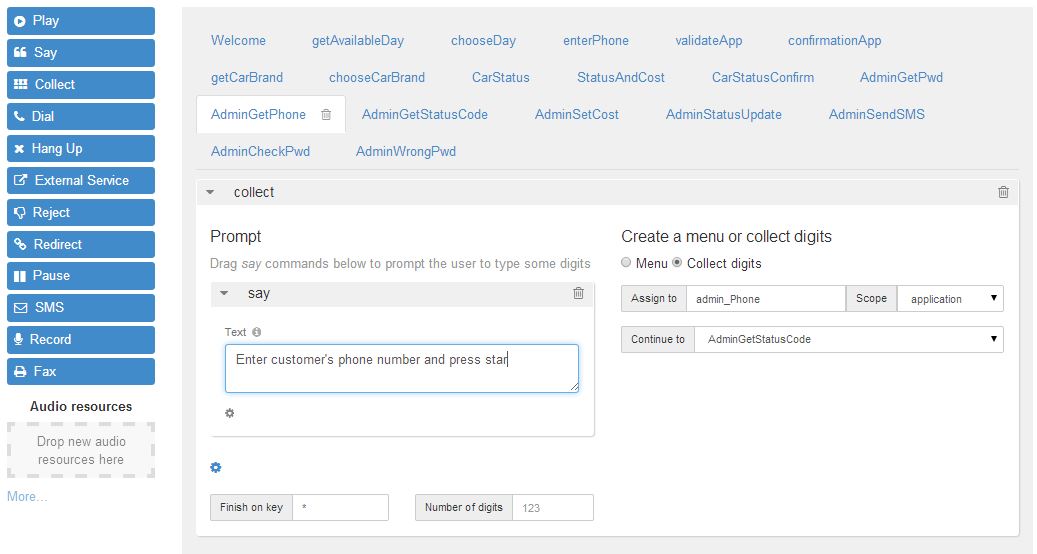 Play
Say
Collect
Dial
Hang Up
External Service
Reject
Redirect
Pause
SMS
Record
Fax
Audio resources
Drop new audio
resources here
More...
Welcome getAvailableDay chooseDay enterPhone validateApp confirmationApp
getCarBrand chooseCarBrand CarStatus StatusAndCost CarStatusConfirm AdminGetPwd
AdminGetPhone AdminGetStatusCode AdminSetCost AdminStatusUpdate AdminSendSMS
AdminCheckPwd AdminWrongPwd
collect
Prompt
Drag say commands below to prompt the user to type some digits
say
Text
Enter customer's phone number and press star
Finish on key * Number of digits 123
Create a menu or collect digits
Menu Collect digits
Assign to admin_Phone Scope application
Continue to AdminGetStatusCode